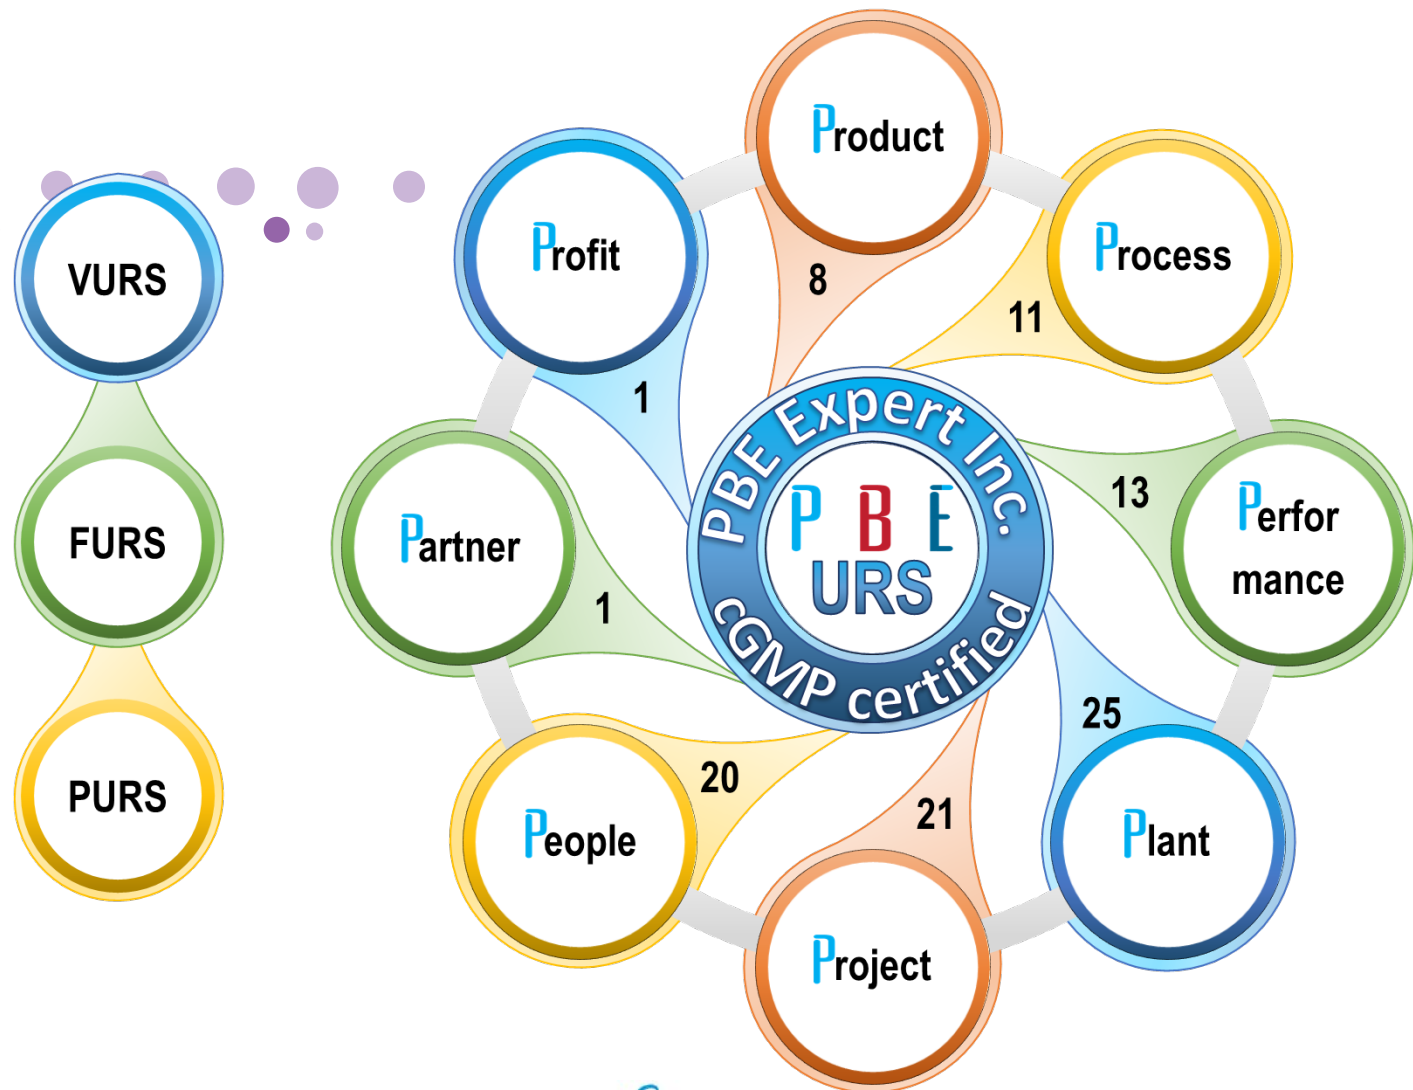 VURS
FURS
PURS
Product
8
Process
11
Perfor
mance
13
Plant
25
Project
21
People
20
Partner
1
Profit
1
PBE Expert Inc.
P B E
URS
cGMP certified